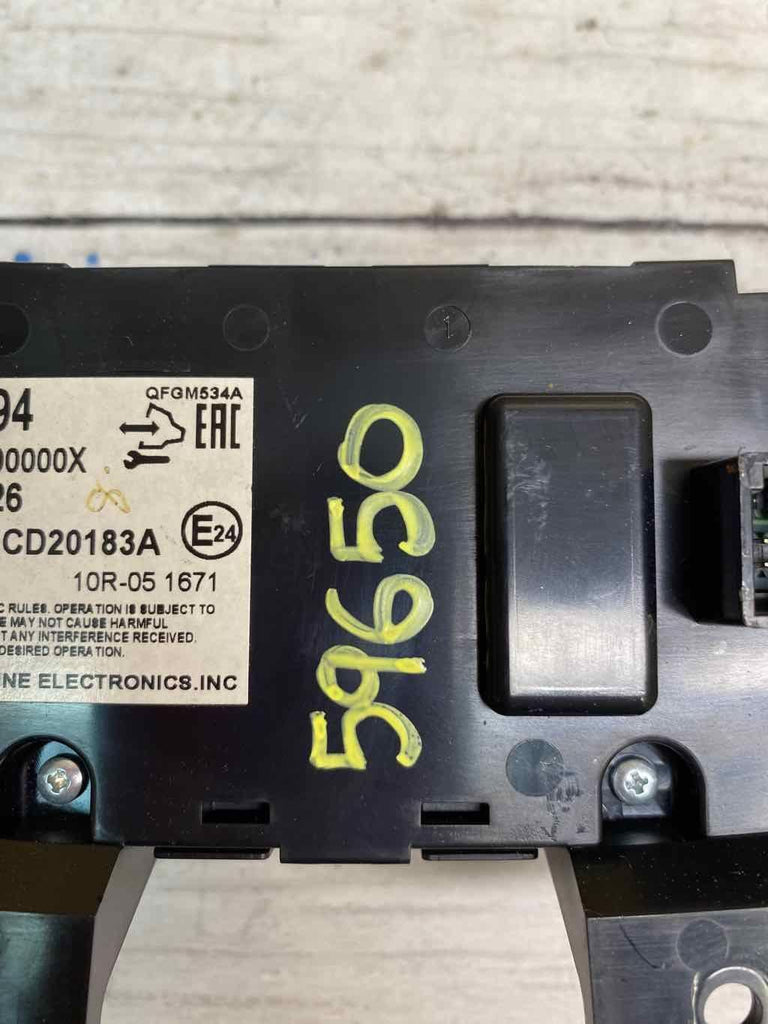 QFGM534A
94
EAC
00000X
26
CD20183A E24
10R-05 1671
C RULES. OPERATION IS SUBJECT TO
E MAY NOT CAUSE HARMFUL
T ANY INTERFERENCE RECEIVED.
DESIRED OPERATION.
NE ELECTRONICS.INC
59650
1